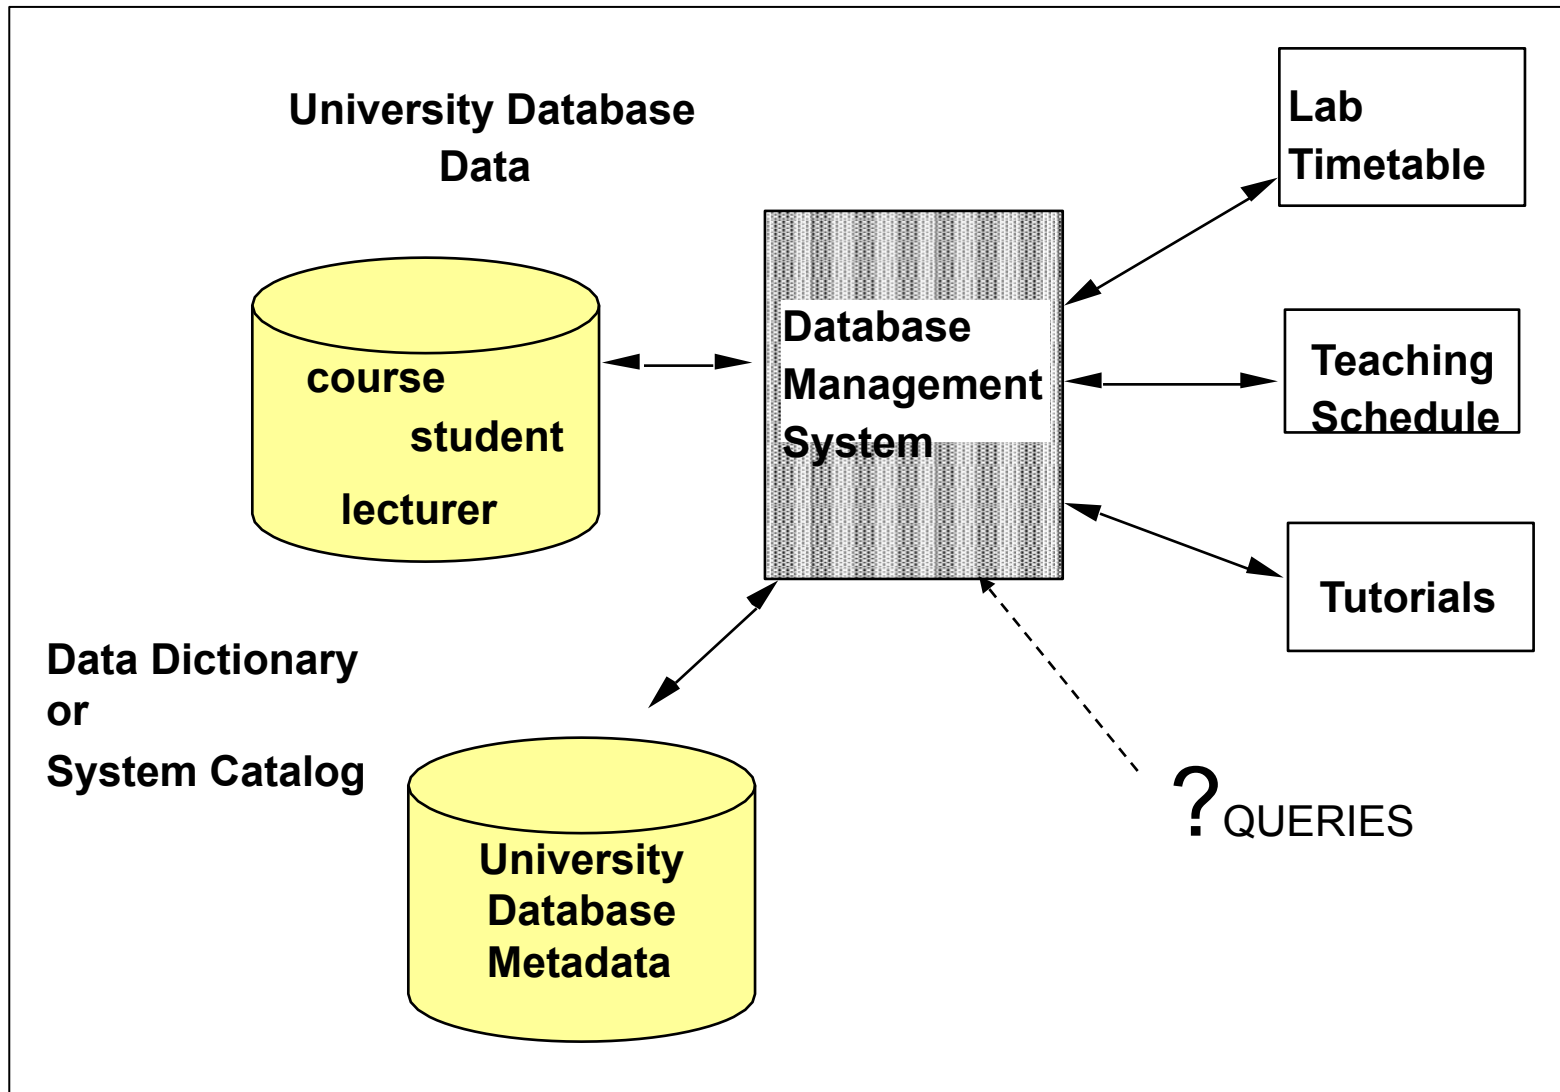 University Database
Data
course
student
lecturer
Database
Management
System
Lab
Timetable
Teaching
Schedule
Tutorials
Data Dictionary
or
System Catalog
University
Database
Metadata
?QUERIES